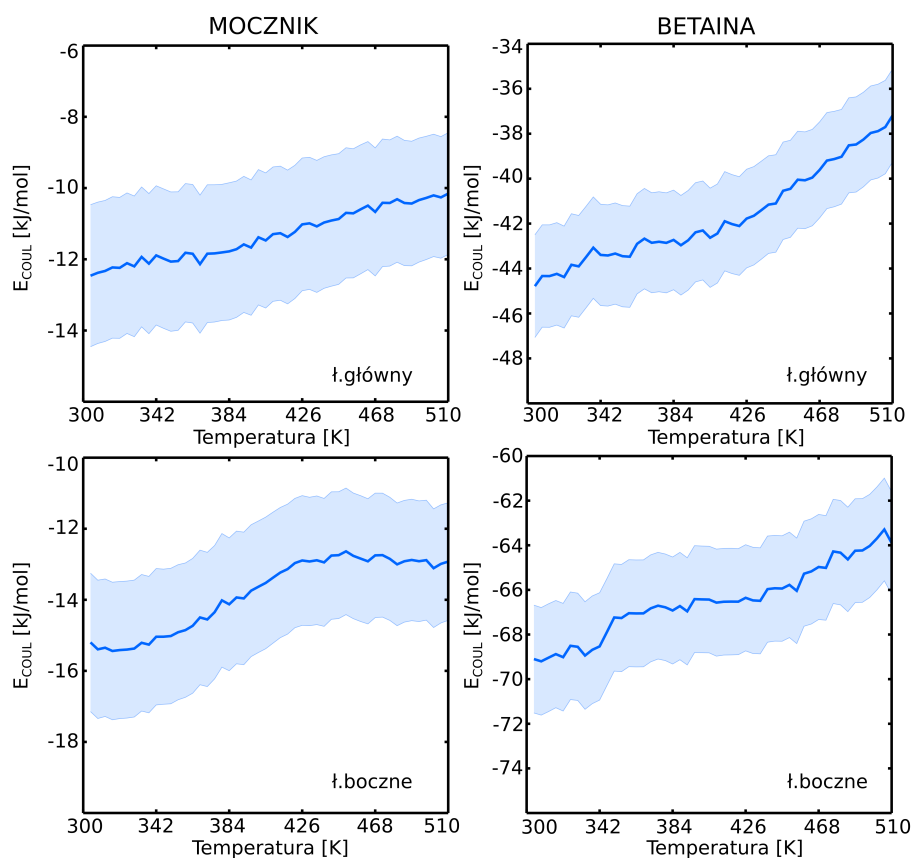 MOCZNIK
-6
-8
-10
-12
-14
E_COUL [kJ/mol]
ł.główny
300 342 384 426 468 510
Temperatura [K]
BETAINA
-34
-36
-38
-40
-42
-44
-46
-48
E_COUL [kJ/mol]
ł.główny
300 342 384 426 468 510
Temperatura [K]
-10
-12
-14
-16
-18
E_COUL [kJ/mol]
ł.boczne
300 342 384 426 468 510
Temperatura [K]
-60
-62
-64
-66
-68
-70
-72
-74
E_COUL [kJ/mol]
ł.boczne
300 342 384 426 468 510
Temperatura [K]